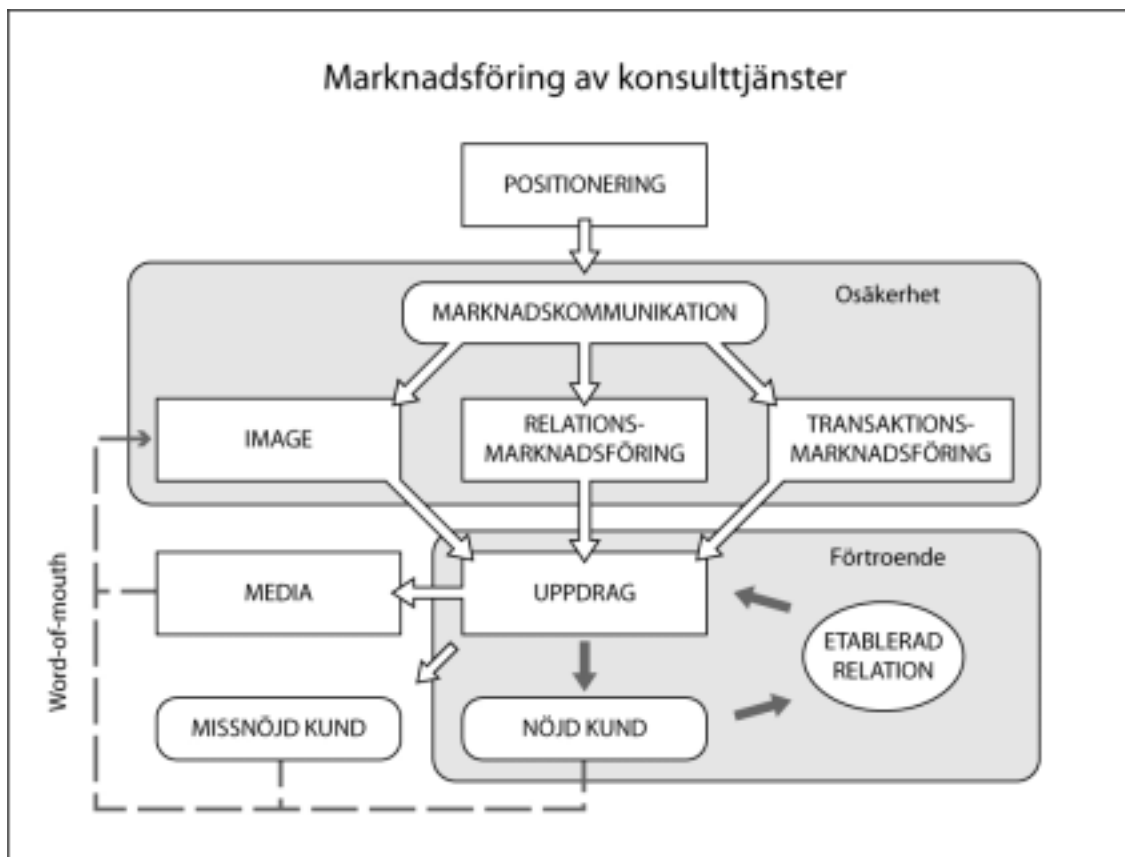 Marknadsföring av konsulttjänster
POSITIONERING
Osäkerhet
MARKNADSKOMMUNIKATION
IMAGE
RELATIONS-
MARKNADSFÖRING
TRANSAKTIONS-
MARKNADSFÖRING
Förtroende
Word-of-mouth
MEDIA
UPPDRAG
ETABLERAD
RELATION
MISSNÖJD KUND
NÖJD KUND